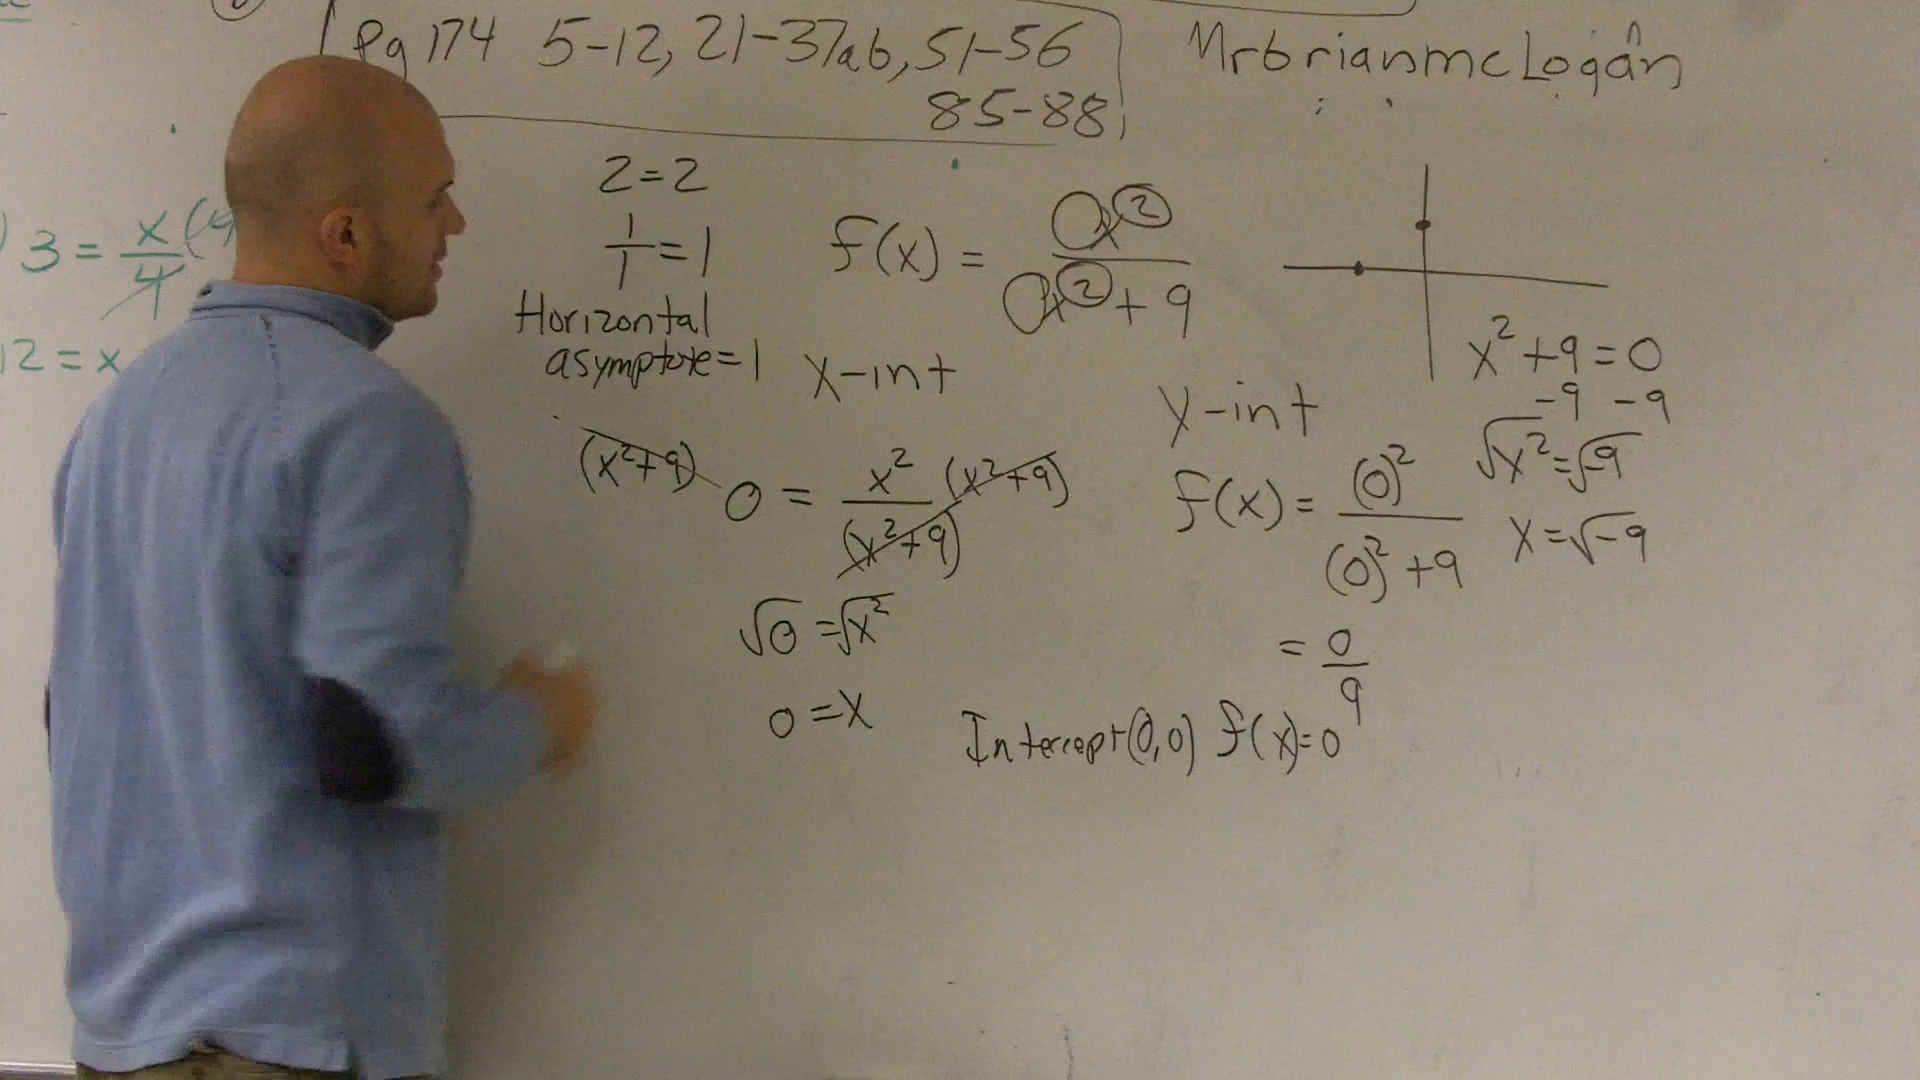 Pg 174 5-12, 21-37ab, 51-56
85-88
MrbrianmcLogan
3 = x/4 (4
12 = x
2=2
1/1 = 1
Horizontal
asymptote=1
f(x) = x²/(x²+9)
x-int
(x²+9) 0 = x²/(x²+9) (x²+9)
√0 = √x²
0 = x
y-int
f(x) = (0)²/((0)²+9)
= 0/9
f(x)=0
Intercept (0,0)
x²+9=0
-9 -9
√x²=√-9
x=√-9